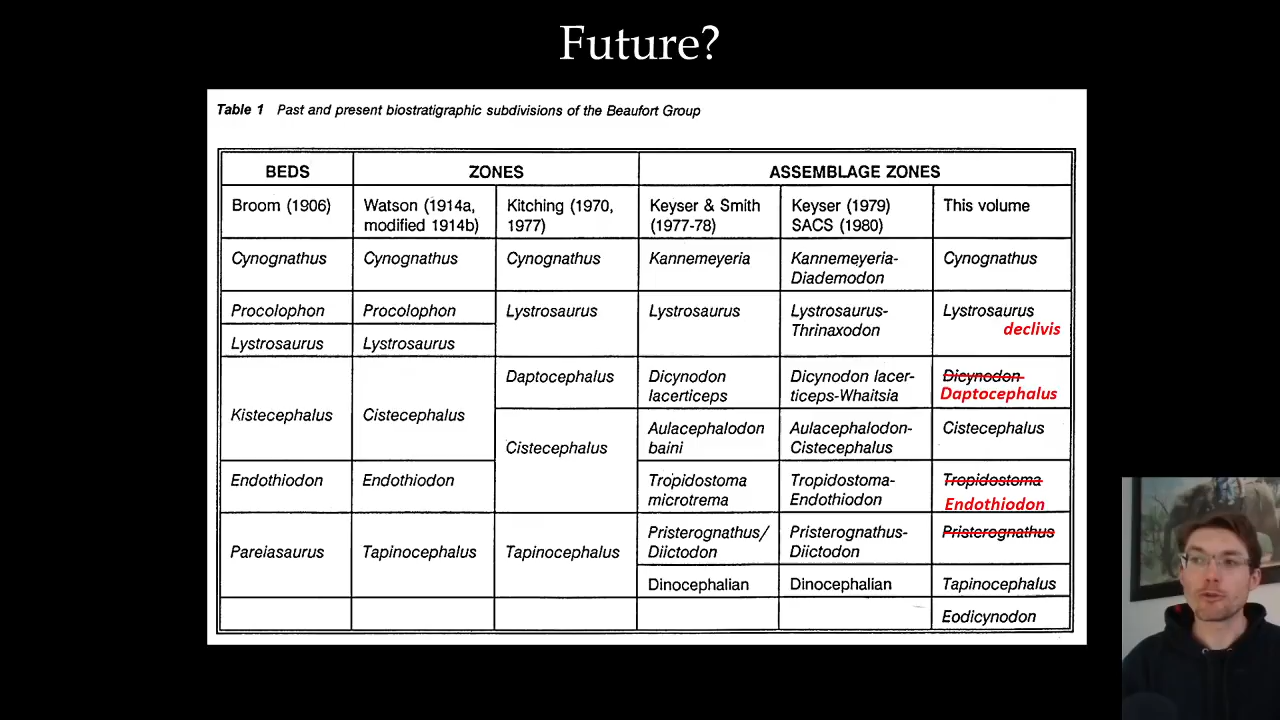 Future?
Table 1 Past and present biostratigraphic subdivisions of the Beaufort Group
BEDS ZONES ASSEMBLAGE ZONES
Broom (1906) Watson (1914a, modified 1914b) Kitching (1970, 1977) Keyser & Smith (1977-78) Keyser (1979) SACS (1980) This volume
Cynognathus Cynognathus Cynognathus Kannemeyeria Kannemeyeria-Diademodon Cynognathus
Procolophon Procolophon Lystrosaurus Lystrosaurus Lystrosaurus-Thrinaxodon Lystrosaurus declivis
Lystrosaurus Lystrosaurus
Daptocephalus Dicynodon lacerticeps Dicynodon lacer-ticeps-Whaitsia Dicynodon Daptocephalus
Kistecephalus Cistecephalus Cistecephalus Aulacephalodon baini Aulacephalodon-Cistecephalus Cistecephalus
Endothiodon Endothiodon Tropidostoma microtrema Tropidostoma-Endothiodon Tropidostoma Endothiodon
Pareiasaurus Tapinocephalus Tapinocephalus Pristerognathus/Diictodon Pristerognathus-Diictodon Pristerognathus
Dinocephalian Dinocephalian Tapinocephalus
Eodicynodon